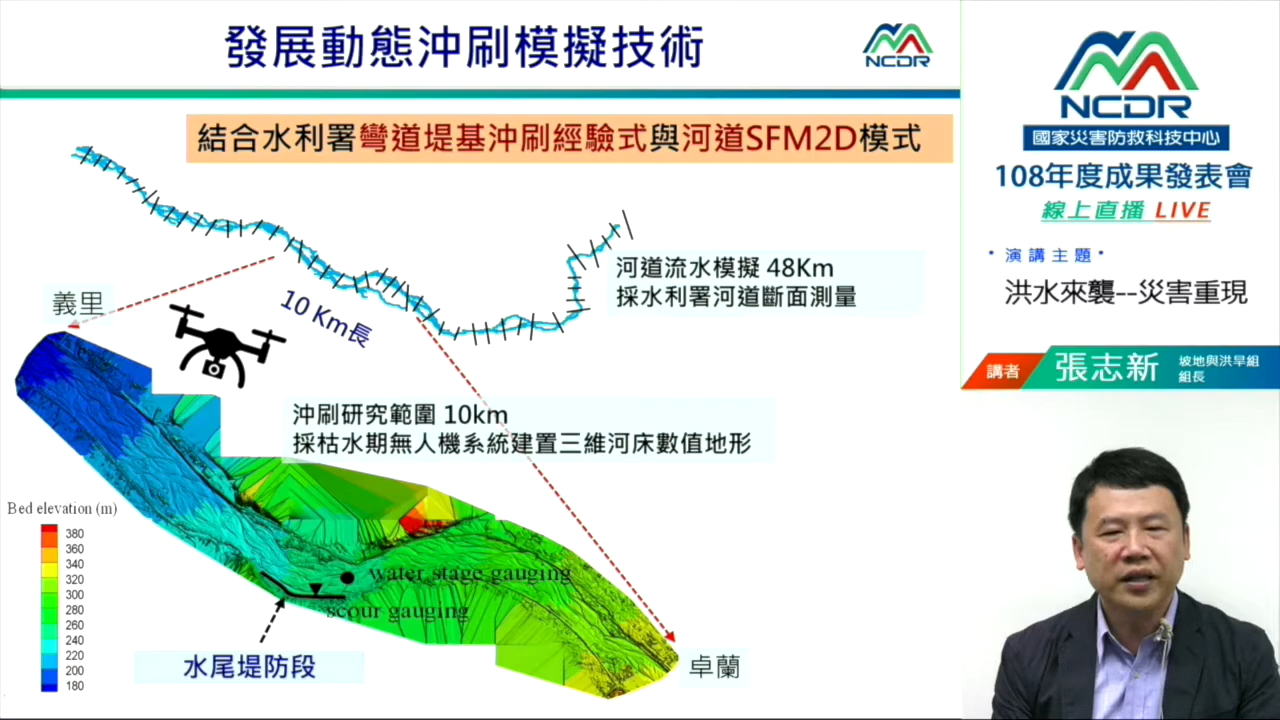 發展動態沖刷模擬技術
NCDR
結合水利署彎道堤基沖刷經驗式與河道SFM2D模式
河道流水模擬 48Km
採水利署河道斷面測量
義里
10 Km長
沖刷研究範圍 10km
採枯水期無人機系統建置三維河床數值地形
Bed elevation (m)
380
360
340
320
300
280
260
240
220
200
180
water stage gauging
scour gauging
水尾堤防段
卓蘭
NCDR
國家災害防救科技中心
108年度成果發表會
線上直播 LIVE
演講主題
洪水來襲--災害重現
講者
張志新
坡地與洪旱組
組長